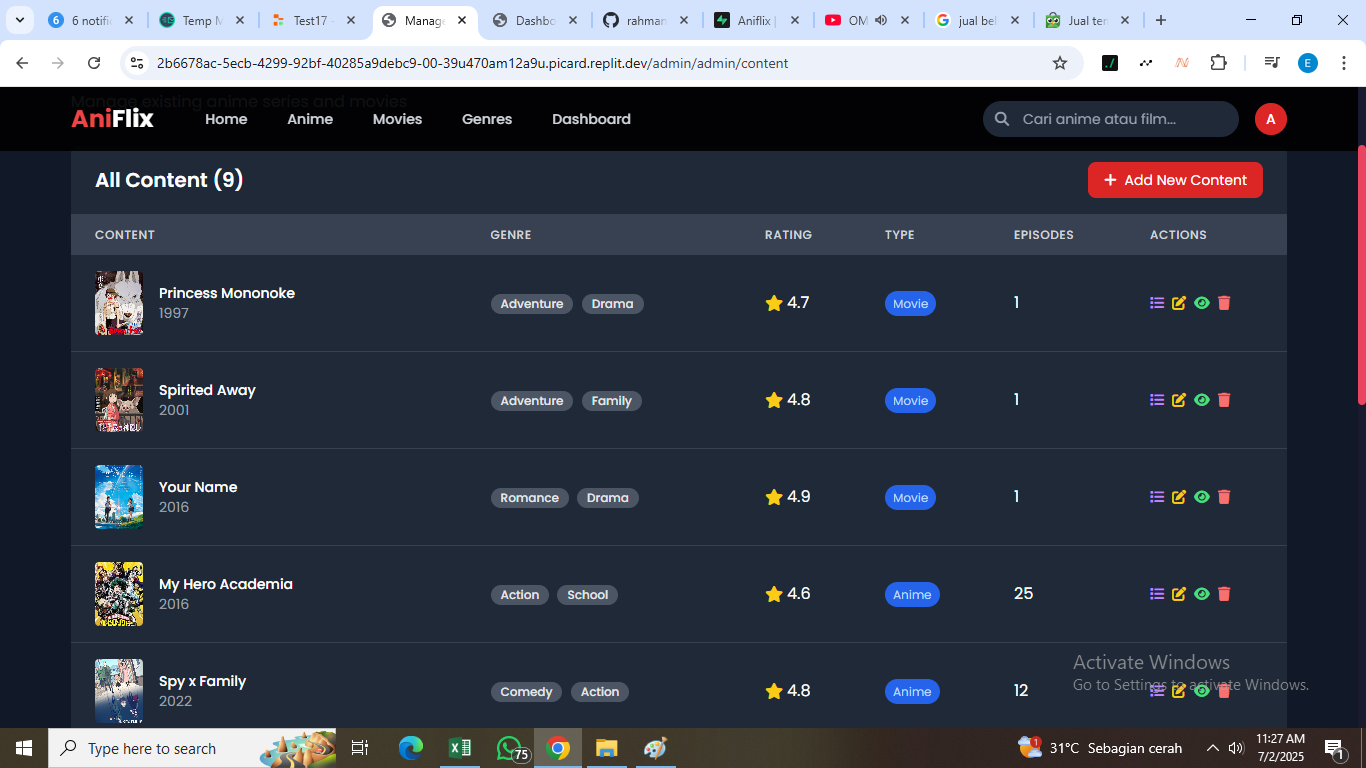 6 notifi
Temp M
Test17 -
Manage
Dashbo
rahman
Aniflix |
OM
jual bel
Jual ten
2b6678ac-5ecb-4299-92bf-40285a9debc9-00-39u470am12a9u.picard.replit.dev/admin/admin/content
E
Manage existing anime series and movies
AniFlix
Home
Anime
Movies
Genres
Dashboard
Cari anime atau film...
A
All Content (9)
+ Add New Content
CONTENT
GENRE
RATING
TYPE
EPISODES
ACTIONS
Princess Mononoke
1997
Adventure
Drama
4.7
Movie
1
Spirited Away
2001
Adventure
Family
4.8
Movie
1
Your Name
2016
Romance
Drama
4.9
Movie
1
My Hero Academia
2016
Action
School
4.6
Anime
25
Spy x Family
2022
Comedy
Action
4.8
Anime
12
Activate Windows
Go to Settings to activate Windows.
Type here to search
75
1
31°C Sebagian cerah
11:27 AM
7/2/2025
1